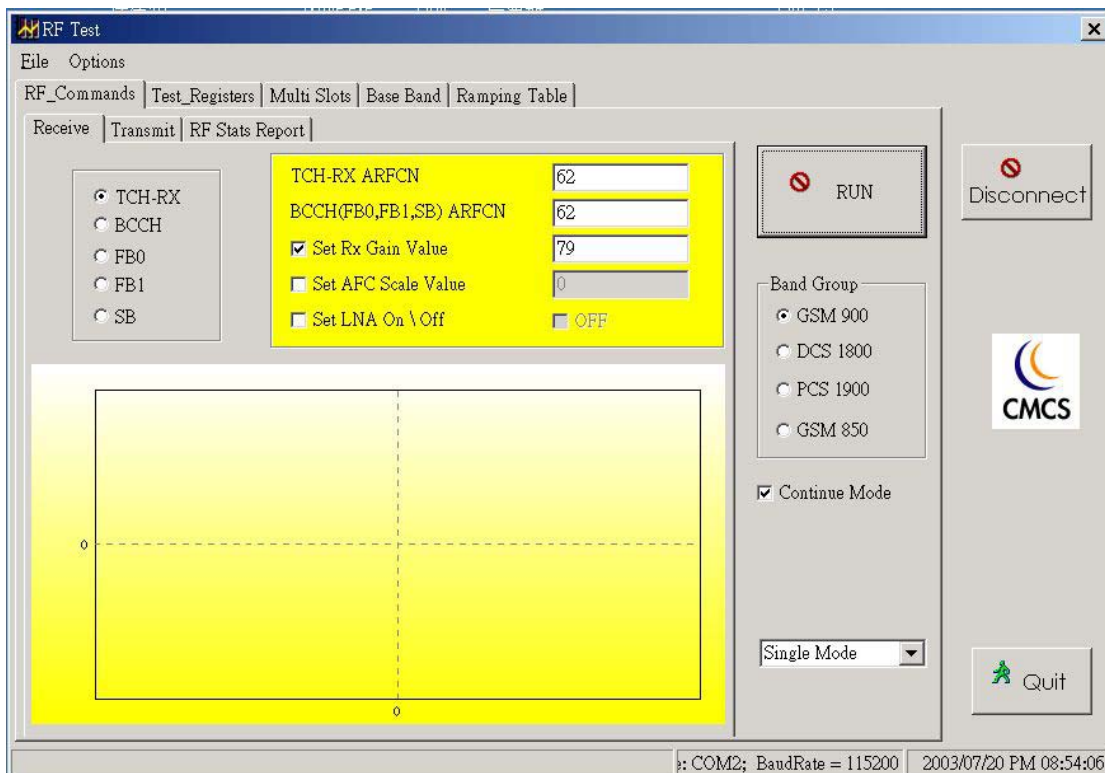 RF Test
File Options
RF_Commands Test_Registers Multi Slots Base Band Ramping Table
Receive Transmit RF Stats Report
TCH-RX
BCCH
FB0
FB1
SB
TCH-RX ARFCN 62
BCCH(FB0,FB1,SB) ARFCN 62
Set Rx Gain Value 79
Set AFC Scale Value 0
Set LNA On \ Off OFF
0
0
RUN
Band Group
GSM 900
DCS 1800
PCS 1900
GSM 850
Continue Mode
Single Mode
Disconnect
CMCS
Quit
: COM2; BaudRate = 115200 2003/07/20 PM 08:54:06